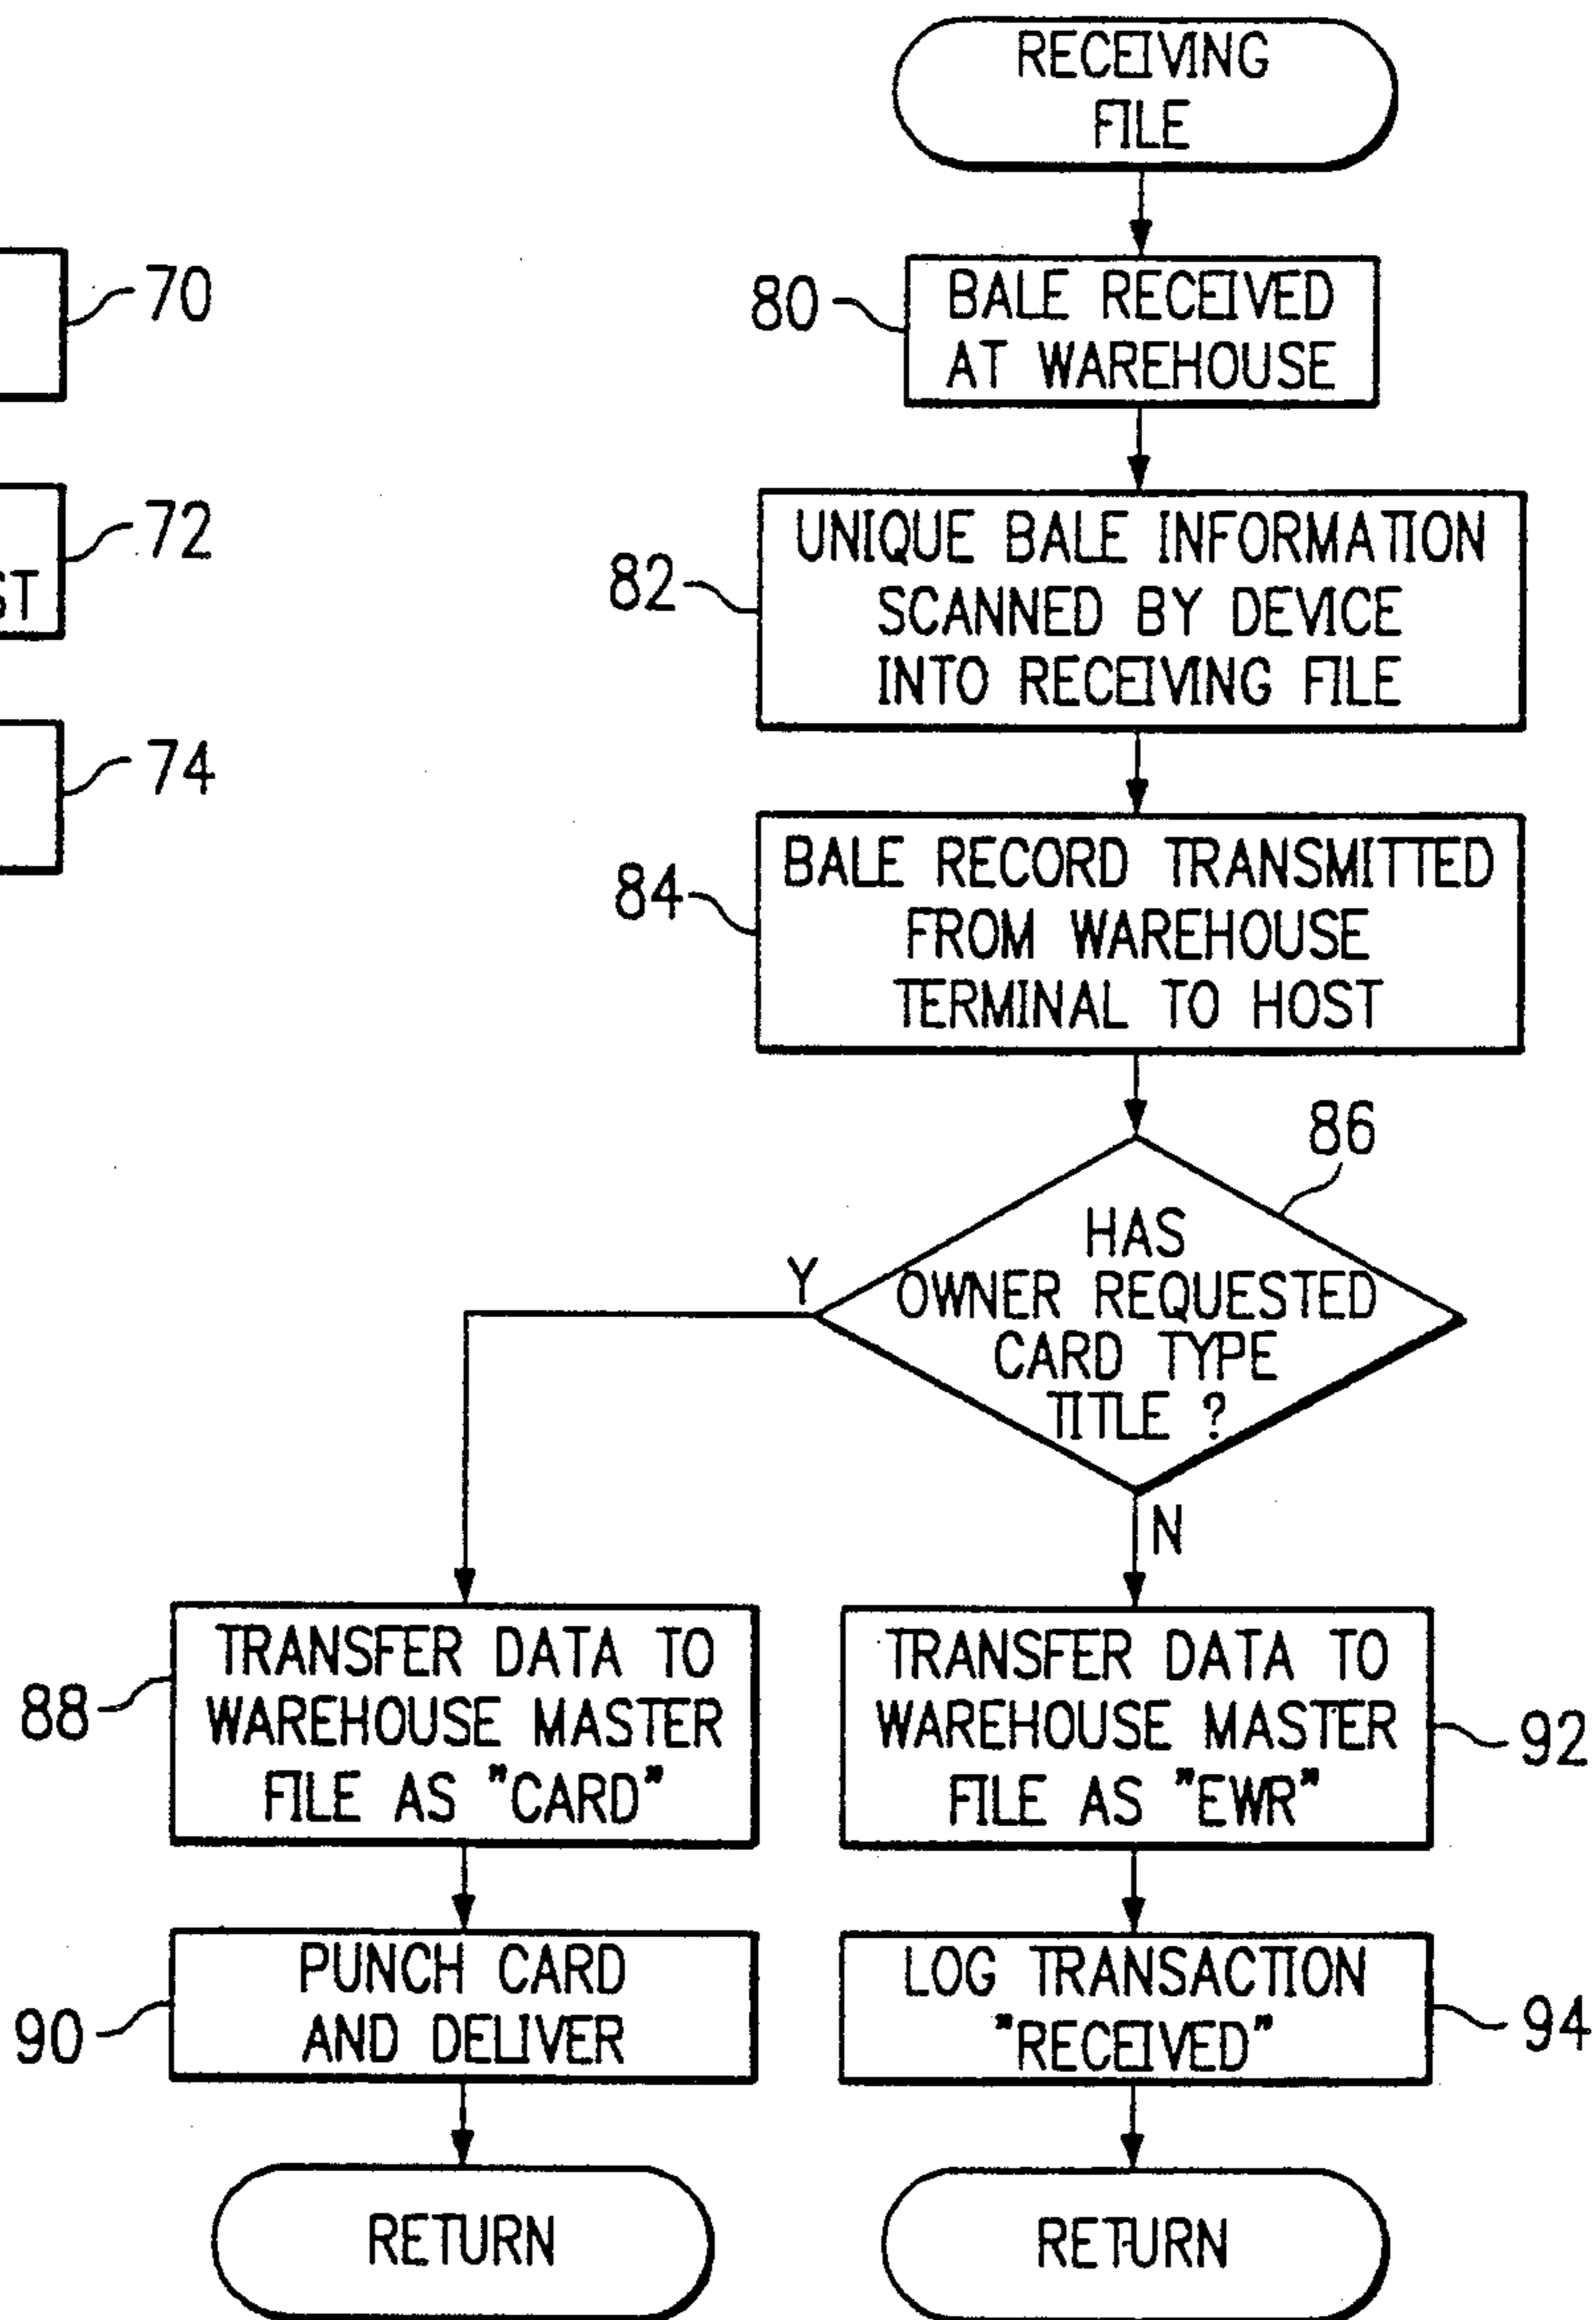 70
72
ST
74
RECEIVING
FILE
80
BALE RECEIVED
AT WAREHOUSE
82
UNIQUE BALE INFORMATION
SCANNED BY DEVICE
INTO RECEIVING FILE
84
BALE RECORD TRANSMITTED
FROM WAREHOUSE
TERMINAL TO HOST
86
HAS
OWNER REQUESTED
CARD TYPE
TITLE ?
Y
N
88
TRANSFER DATA TO
WAREHOUSE MASTER
FILE AS "CARD"
90
PUNCH CARD
AND DELIVER
RETURN
TRANSFER DATA TO
WAREHOUSE MASTER
FILE AS "EWR"
92
LOG TRANSACTION
"RECEIVED"
94
RETURN